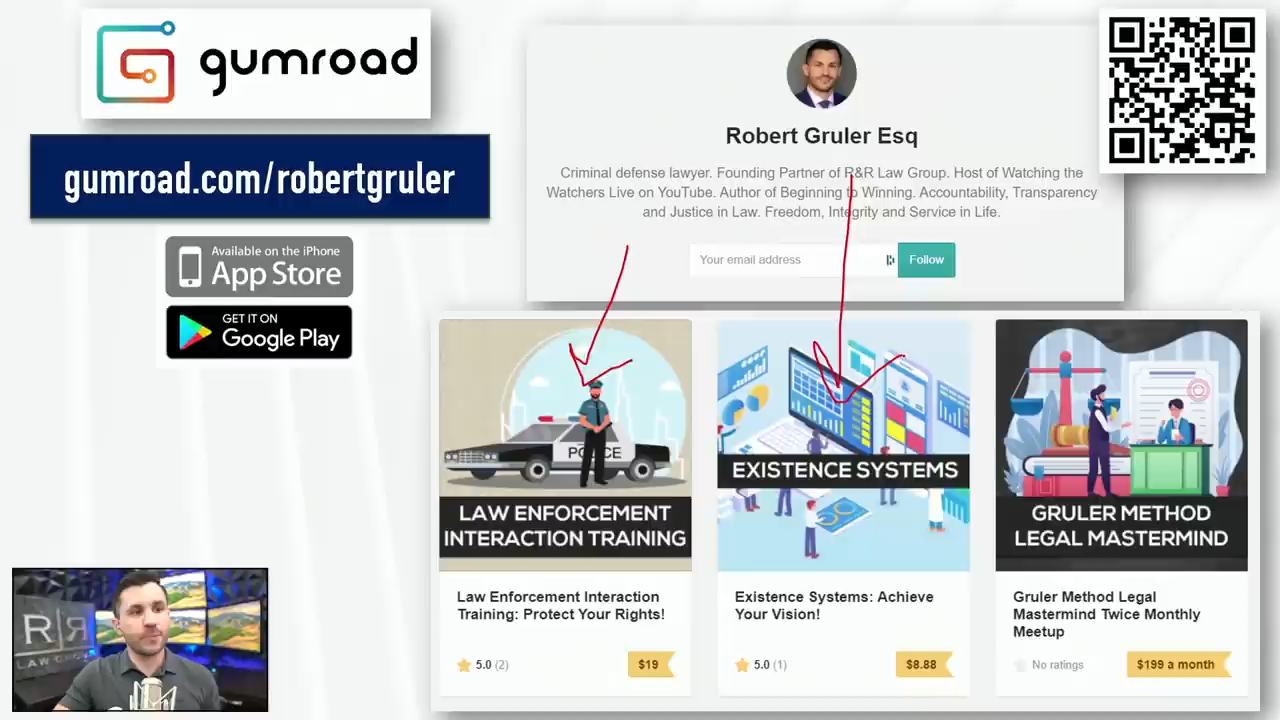 gumroad
gumroad.com/robertgruler
Available on the iPhone
App Store
GET IT ON
Google Play
Robert Gruler Esq
Criminal defense lawyer. Founding Partner of R&R Law Group. Host of Watching the
Watchers Live on YouTube. Author of Beginning to Winning. Accountability, Transparency
and Justice in Law. Freedom, Integrity and Service in Life.
Your email address
Follow
POLICE
LAW ENFORCEMENT
INTERACTION TRAINING
Law Enforcement Interaction
Training: Protect Your Rights!
5.0 (2)
$19
EXISTENCE SYSTEMS
Existence Systems: Achieve
Your Vision!
5.0 (1)
$8.88
GRULER METHOD
LEGAL MASTERMIND
Gruler Method Legal
Mastermind Twice Monthly
Meetup
No ratings
$199 a month
R|R
LAW GROUP